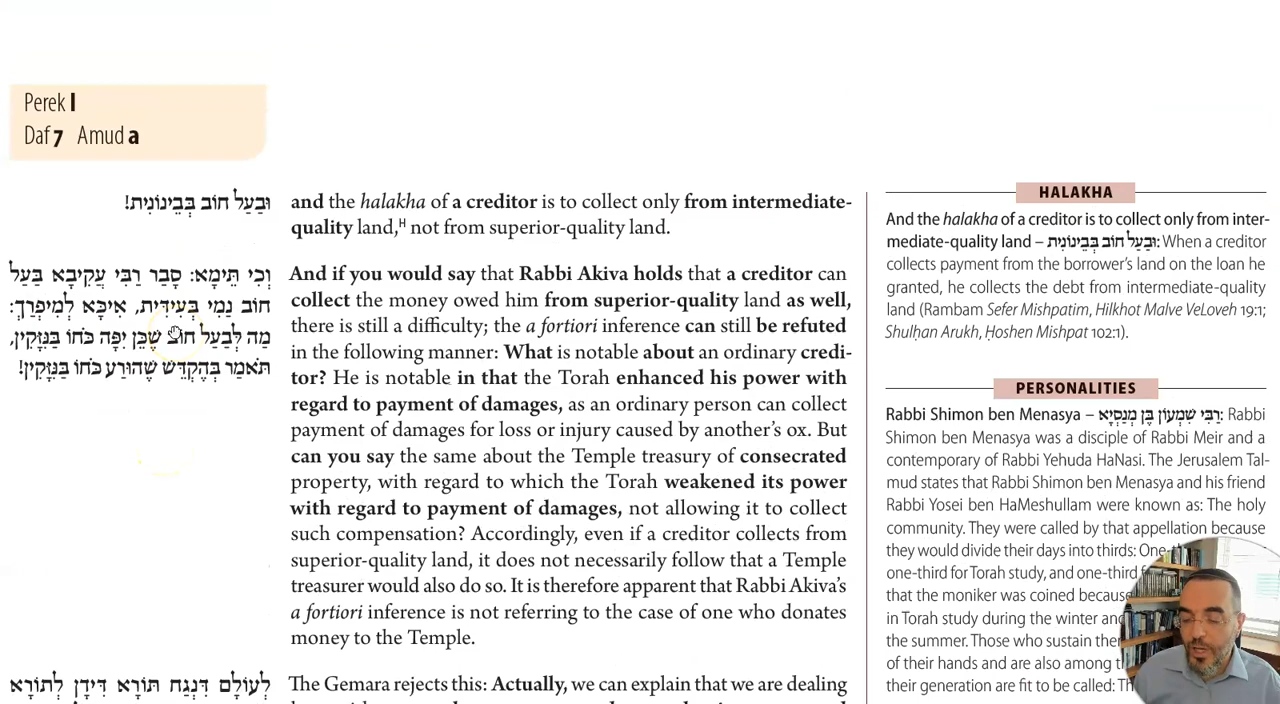 Perek I
Daf 7 Amud a
וּבַעַל חוֹב בְּבֵינוֹנִית!
וְכִי תֵּימָא: סָבַר רַבִּי עֲקִיבָא בַּעַל
חוֹב נַמִי בְּעִידִּית, אִיכָּא לְמִיפְרַךְ:
מַה לְּבַעַל חוֹב שֶׁכֵּן יִפָּה כֹּחוֹ בַּנְּזָקִין,
תֹּאמַר בְּהֶקְדֵּשׁ שֶׁהוּרַע כֹּחוֹ בַּנְּזָקִין!
לְעוֹלָם דִּנְגַח תּוֹרָא דִּידַן לְתוֹרָא
and the halakha of a creditor is to collect only from intermediate-
quality land,ᴴ not from superior-quality land.
And if you would say that Rabbi Akiva holds that a creditor can
collect the money owed him from superior-quality land as well,
there is still a difficulty; the a fortiori inference can still be refuted
in the following manner: What is notable about an ordinary credi-
tor? He is notable in that the Torah enhanced his power with
regard to payment of damages, as an ordinary person can collect
payment of damages for loss or injury caused by another's ox. But
can you say the same about the Temple treasury of consecrated
property, with regard to which the Torah weakened its power
with regard to payment of damages, not allowing it to collect
such compensation? Accordingly, even if a creditor collects from
superior-quality land, it does not necessarily follow that a Temple
treasurer would also do so. It is therefore apparent that Rabbi Akiva's
a fortiori inference is not referring to the case of one who donates
money to the Temple.
The Gemara rejects this: Actually, we can explain that we are dealing
HALAKHA
And the halakha of a creditor is to collect only from inter-
mediate-quality land – וּבַעַל חוֹב בְּבֵינוֹנִית: When a creditor
collects payment from the borrower's land on the loan he
granted, he collects the debt from intermediate-quality
land (Rambam Sefer Mishpatim, Hilkhot Malve VeLoveh 19:1;
Shulḥan Arukh, Ḥoshen Mishpat 102:1).
PERSONALITIES
Rabbi Shimon ben Menasya – רַבִּי שִׁמְעוֹן בֶּן מְנַסְיָא: Rabbi
Shimon ben Menasya was a disciple of Rabbi Meir and a
contemporary of Rabbi Yehuda HaNasi. The Jerusalem Tal-
mud states that Rabbi Shimon ben Menasya and his friend
Rabbi Yosei ben HaMeshullam were known as: The holy
community. They were called by that appellation because
they would divide their days into thirds:
one-third for Torah study, and one-third
that the moniker was coined because
in Torah study during the winter
the summer. Those who sustain
of their hands and are also among
their generation are fit to be called: